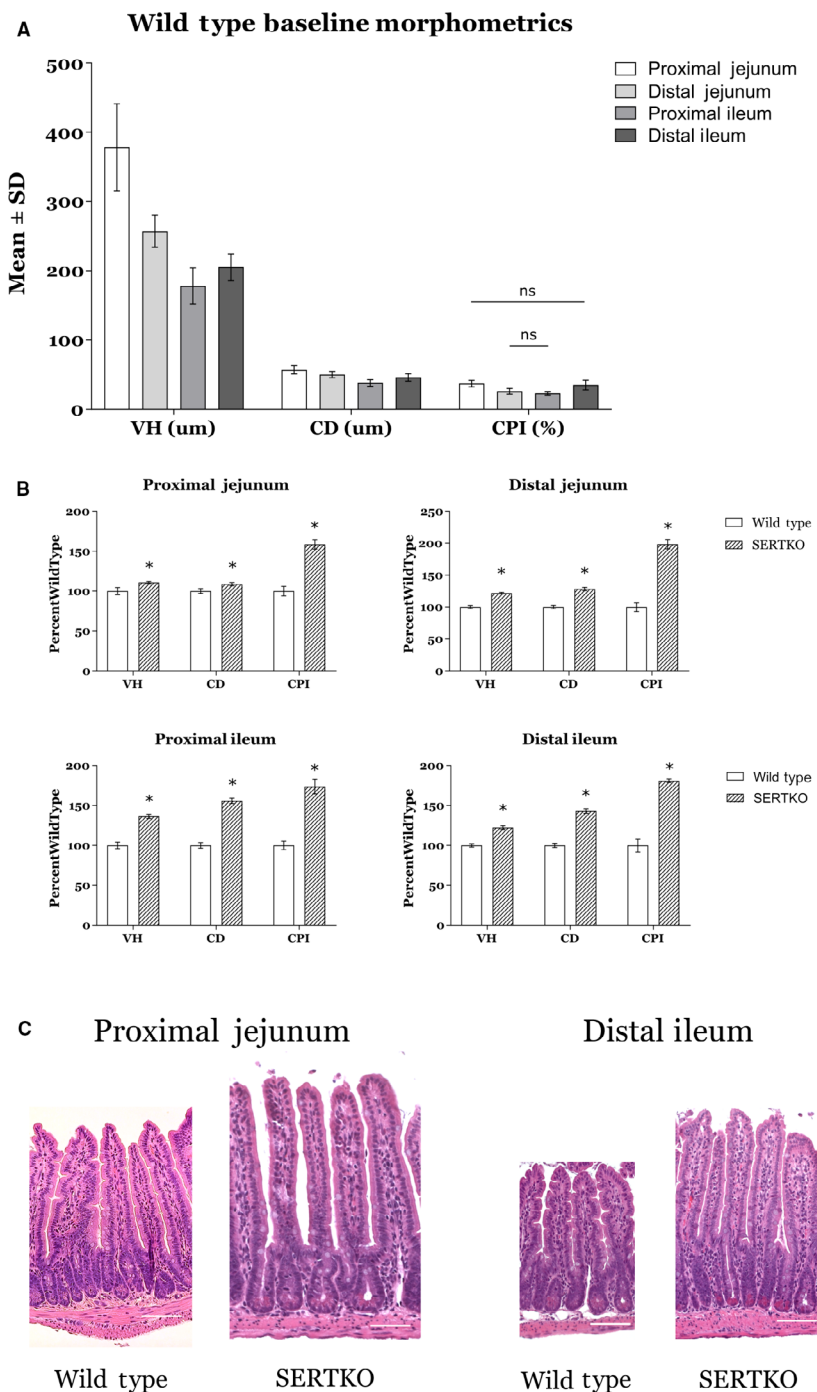 A
Wild type baseline morphometrics
Mean ± SD
500
400
300
200
100
0
ns
ns
VH (um)
CD (um)
CPI (%)
Proximal jejunum
Distal jejunum
Proximal ileum
Distal ileum
B
Proximal jejunum
PercentWildType
200
150
100
50
0
*
*
*
VH
CD
CPI
Distal jejunum
PercentWildType
250
200
150
100
50
0
*
*
*
VH
CD
CPI
Wild type
SERTKO
Proximal ileum
PercentWildType
200
150
100
50
0
*
*
*
VH
CD
CPI
Distal ileum
PercentWildType
200
150
100
50
0
*
*
*
VH
CD
CPI
Wild type
SERTKO
C
Proximal jejunum
Distal ileum
Wild type
SERTKO
Wild type
SERTKO